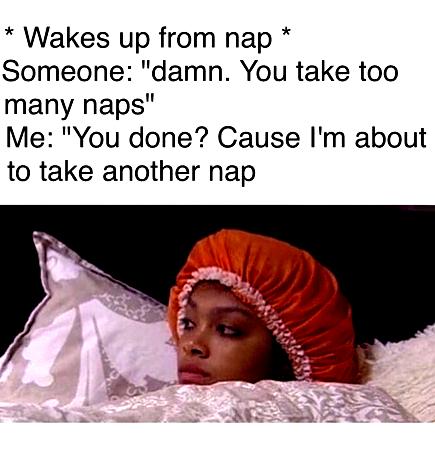 * Wakes up from nap *
Someone: "damn. You take too
many naps"
Me: "You done? Cause I'm about
to take another nap